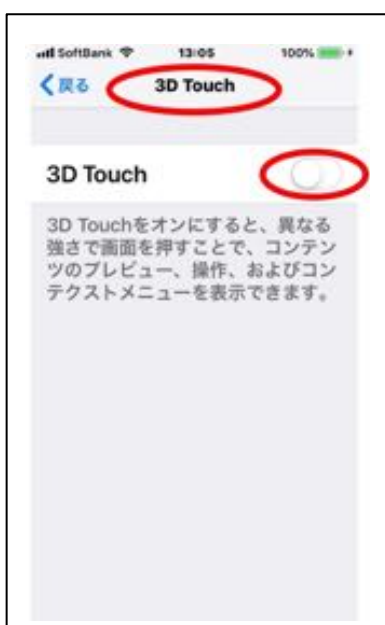 SoftBank 13:05 100%
戻る 3D Touch
3D Touch
3D Touchをオンにすると、異なる
強さで画面を押すことで、コンテン
ツのプレビュー、操作、およびコン
テクストメニューを表示できます。